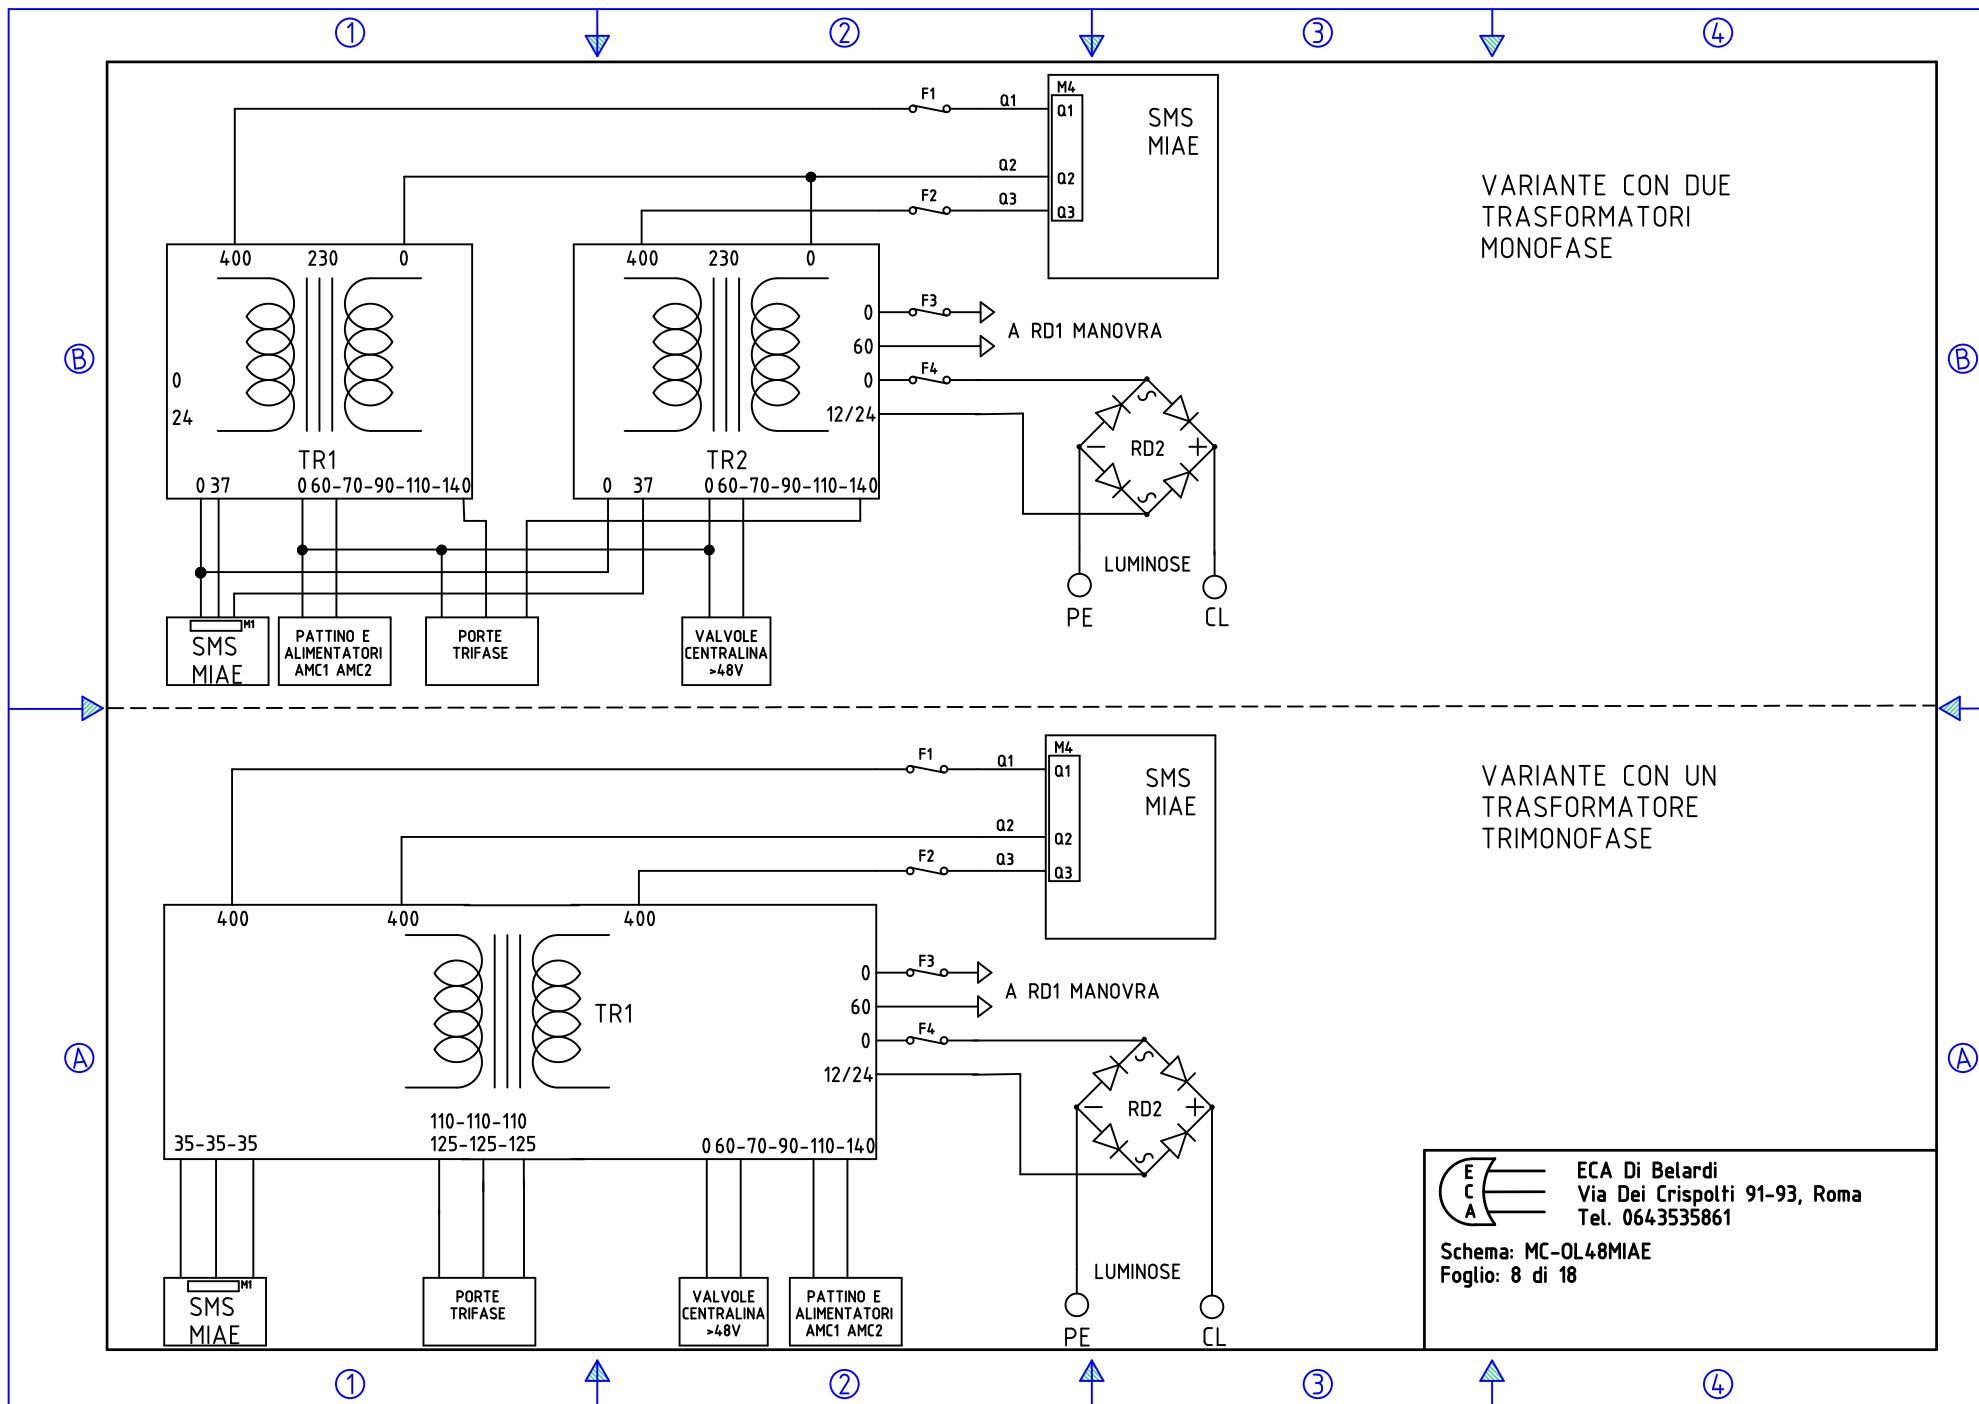 1 2 3 4
F1
Q1
M4
Q1
SMS
MIAE
Q2
Q2
F2
Q3
Q3
VARIANTE CON DUE
TRASFORMATORI
MONOFASE
400 230 0
400 230 0
0
F3
A RD1 MANOVRA
60
0
F4
12/24
B
B
0
24
TR1
TR2
RD2
S
S
− +
0 37 0 60-70-90-110-140
0 37 0 60-70-90-110-140
LUMINOSE
PE
CL
M1
SMS
MIAE
PATTINO E
ALIMENTATORI
AMC1 AMC2
PORTE
TRIFASE
VALVOLE
CENTRALINA
>48V
F1
Q1
M4
Q1
SMS
MIAE
Q2
Q2
F2
Q3
Q3
VARIANTE CON UN
TRASFORMATORE
TRIMONOFASE
400 400 400
0
F3
A RD1 MANOVRA
60
TR1
0
F4
12/24
A
A
RD2
S
S
− +
110-110-110
35-35-35 125-125-125 0 60-70-90-110-140
LUMINOSE
PE
CL
M1
SMS
MIAE
PORTE
TRIFASE
VALVOLE
CENTRALINA
>48V
PATTINO E
ALIMENTATORI
AMC1 AMC2
E
C
A
ECA Di Belardi
Via Dei Crispolti 91-93, Roma
Tel. 0643535861
Schema: MC-OL48MIAE
Foglio: 8 di 18
1 2 3 4